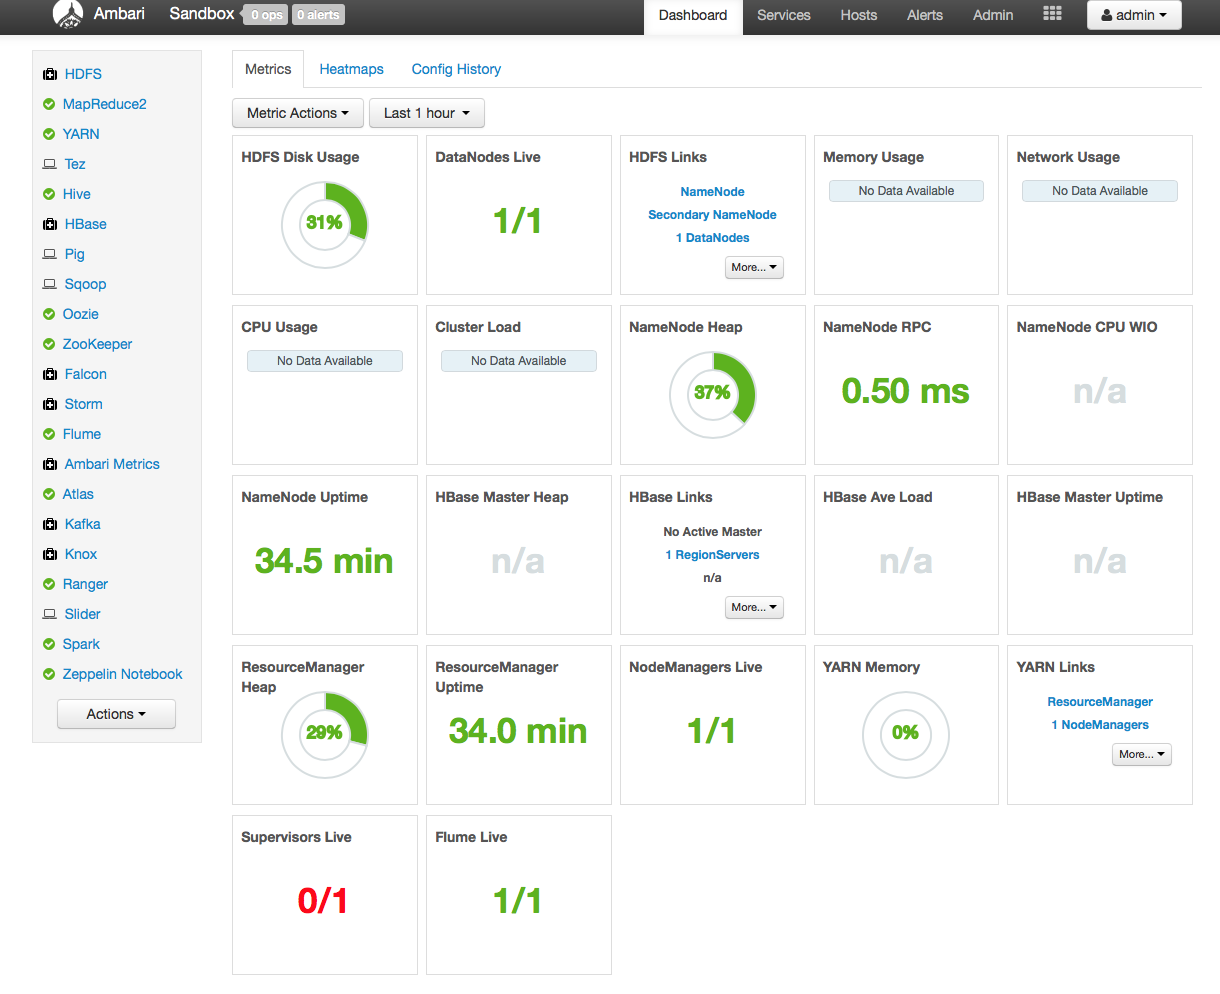 Ambari
Sandbox
0 ops
0 alerts
Dashboard
Services
Hosts
Alerts
Admin
admin
HDFS
MapReduce2
YARN
Tez
Hive
HBase
Pig
Sqoop
Oozie
ZooKeeper
Falcon
Storm
Flume
Ambari Metrics
Atlas
Kafka
Knox
Ranger
Slider
Spark
Zeppelin Notebook
Actions
Metrics
Heatmaps
Config History
Metric Actions
Last 1 hour
HDFS Disk Usage
31%
DataNodes Live
1/1
HDFS Links
NameNode
Secondary NameNode
1 DataNodes
More...
Memory Usage
No Data Available
Network Usage
No Data Available
CPU Usage
No Data Available
Cluster Load
No Data Available
NameNode Heap
37%
NameNode RPC
0.50 ms
NameNode CPU WIO
n/a
NameNode Uptime
34.5 min
HBase Master Heap
n/a
HBase Links
No Active Master
1 RegionServers
n/a
More...
HBase Ave Load
n/a
HBase Master Uptime
n/a
ResourceManager
Heap
29%
ResourceManager
Uptime
34.0 min
NodeManagers Live
1/1
YARN Memory
0%
YARN Links
ResourceManager
1 NodeManagers
More...
Supervisors Live
0/1
Flume Live
1/1